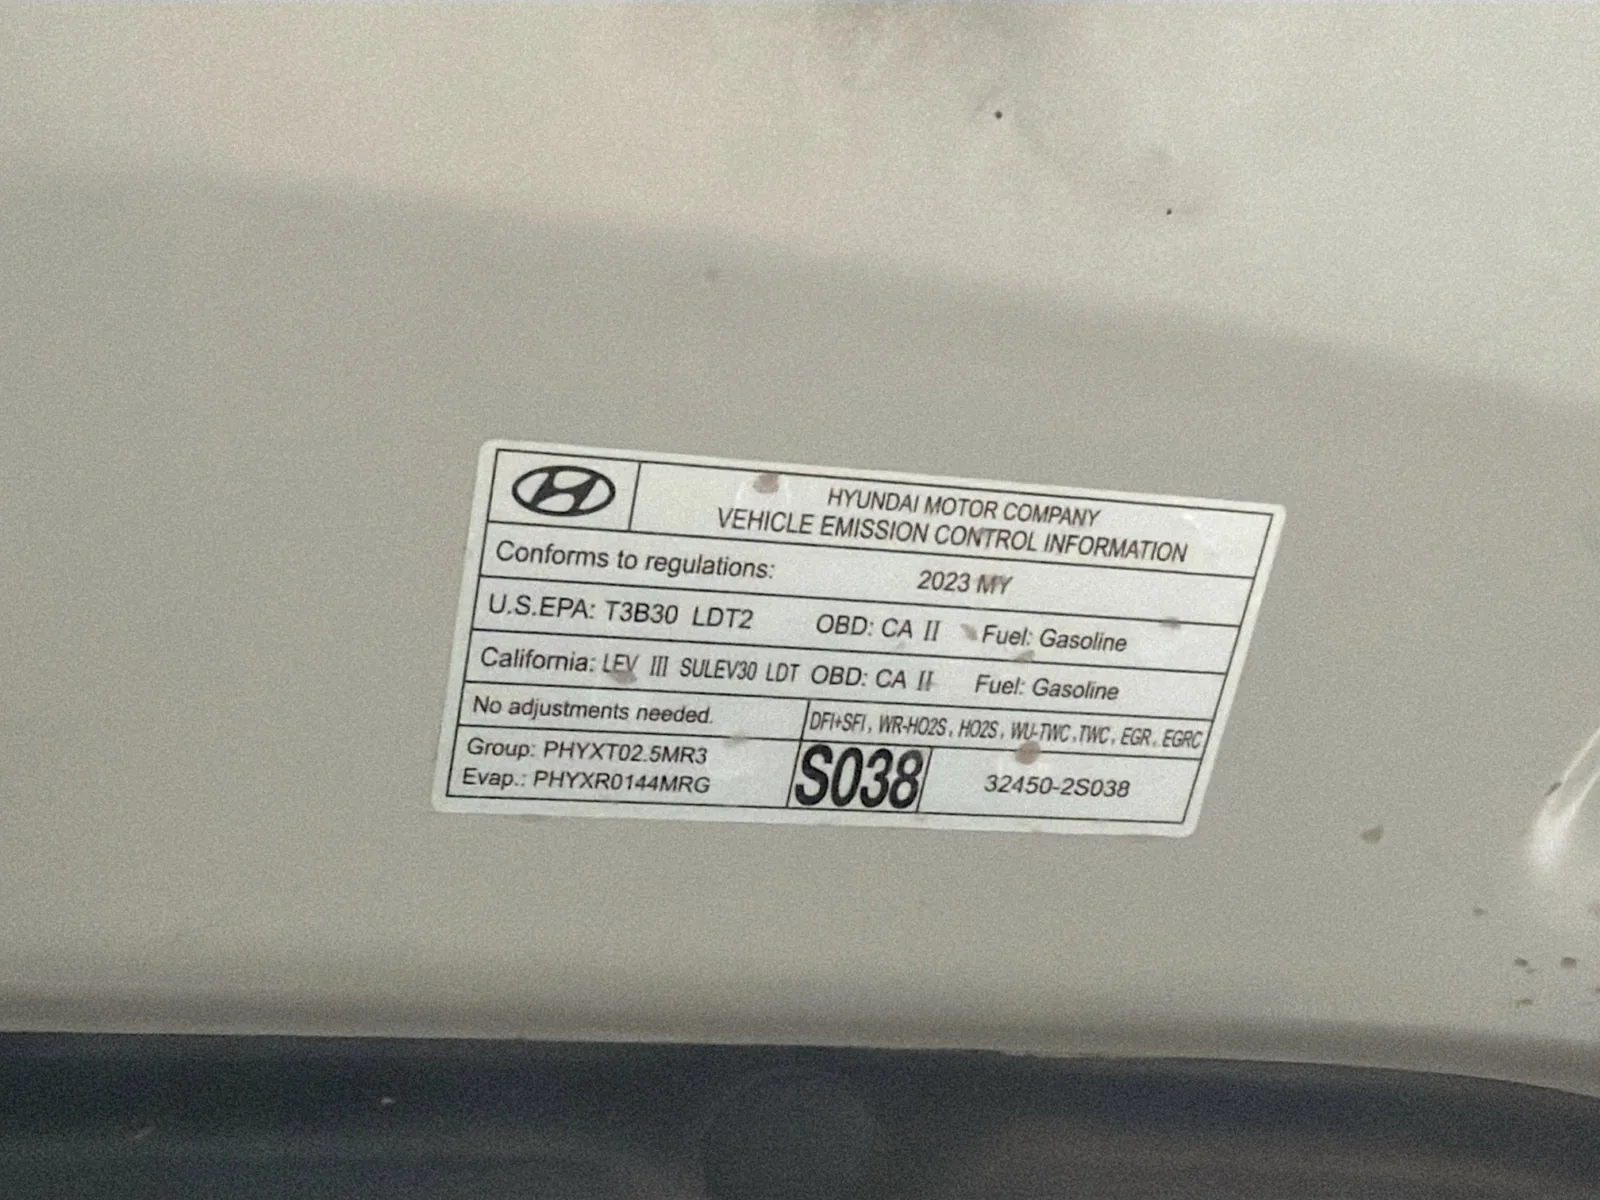 HYUNDAI MOTOR COMPANY
VEHICLE EMISSION CONTROL INFORMATION
Conforms to regulations: 2023 MY
U.S.EPA: T3B30 LDT2 OBD: CA II Fuel: Gasoline
California: LEV III SULEV30 LDT OBD: CA II Fuel: Gasoline
No adjustments needed. DFI+SFI, WR-HO2S, HO2S, WU-TWC, TWC, EGR, EGRC
Group: PHYXT02.5MR3
Evap.: PHYXR0144MRG
S038 32450-2S038